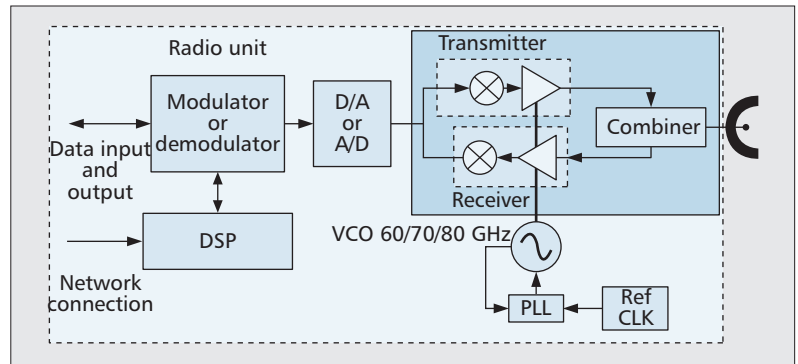 Radio unit
Transmitter
Modulator
or
demodulator
D/A
or
A/D
Combiner
Data input
and
output
Receiver
DSP
VCO 60/70/80 GHz
Network
connection
PLL
Ref
CLK